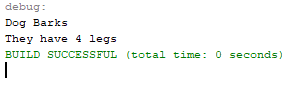 debug:
Dog Barks
They have 4 legs
BUILD SUCCESSFUL (total time: 0 seconds)